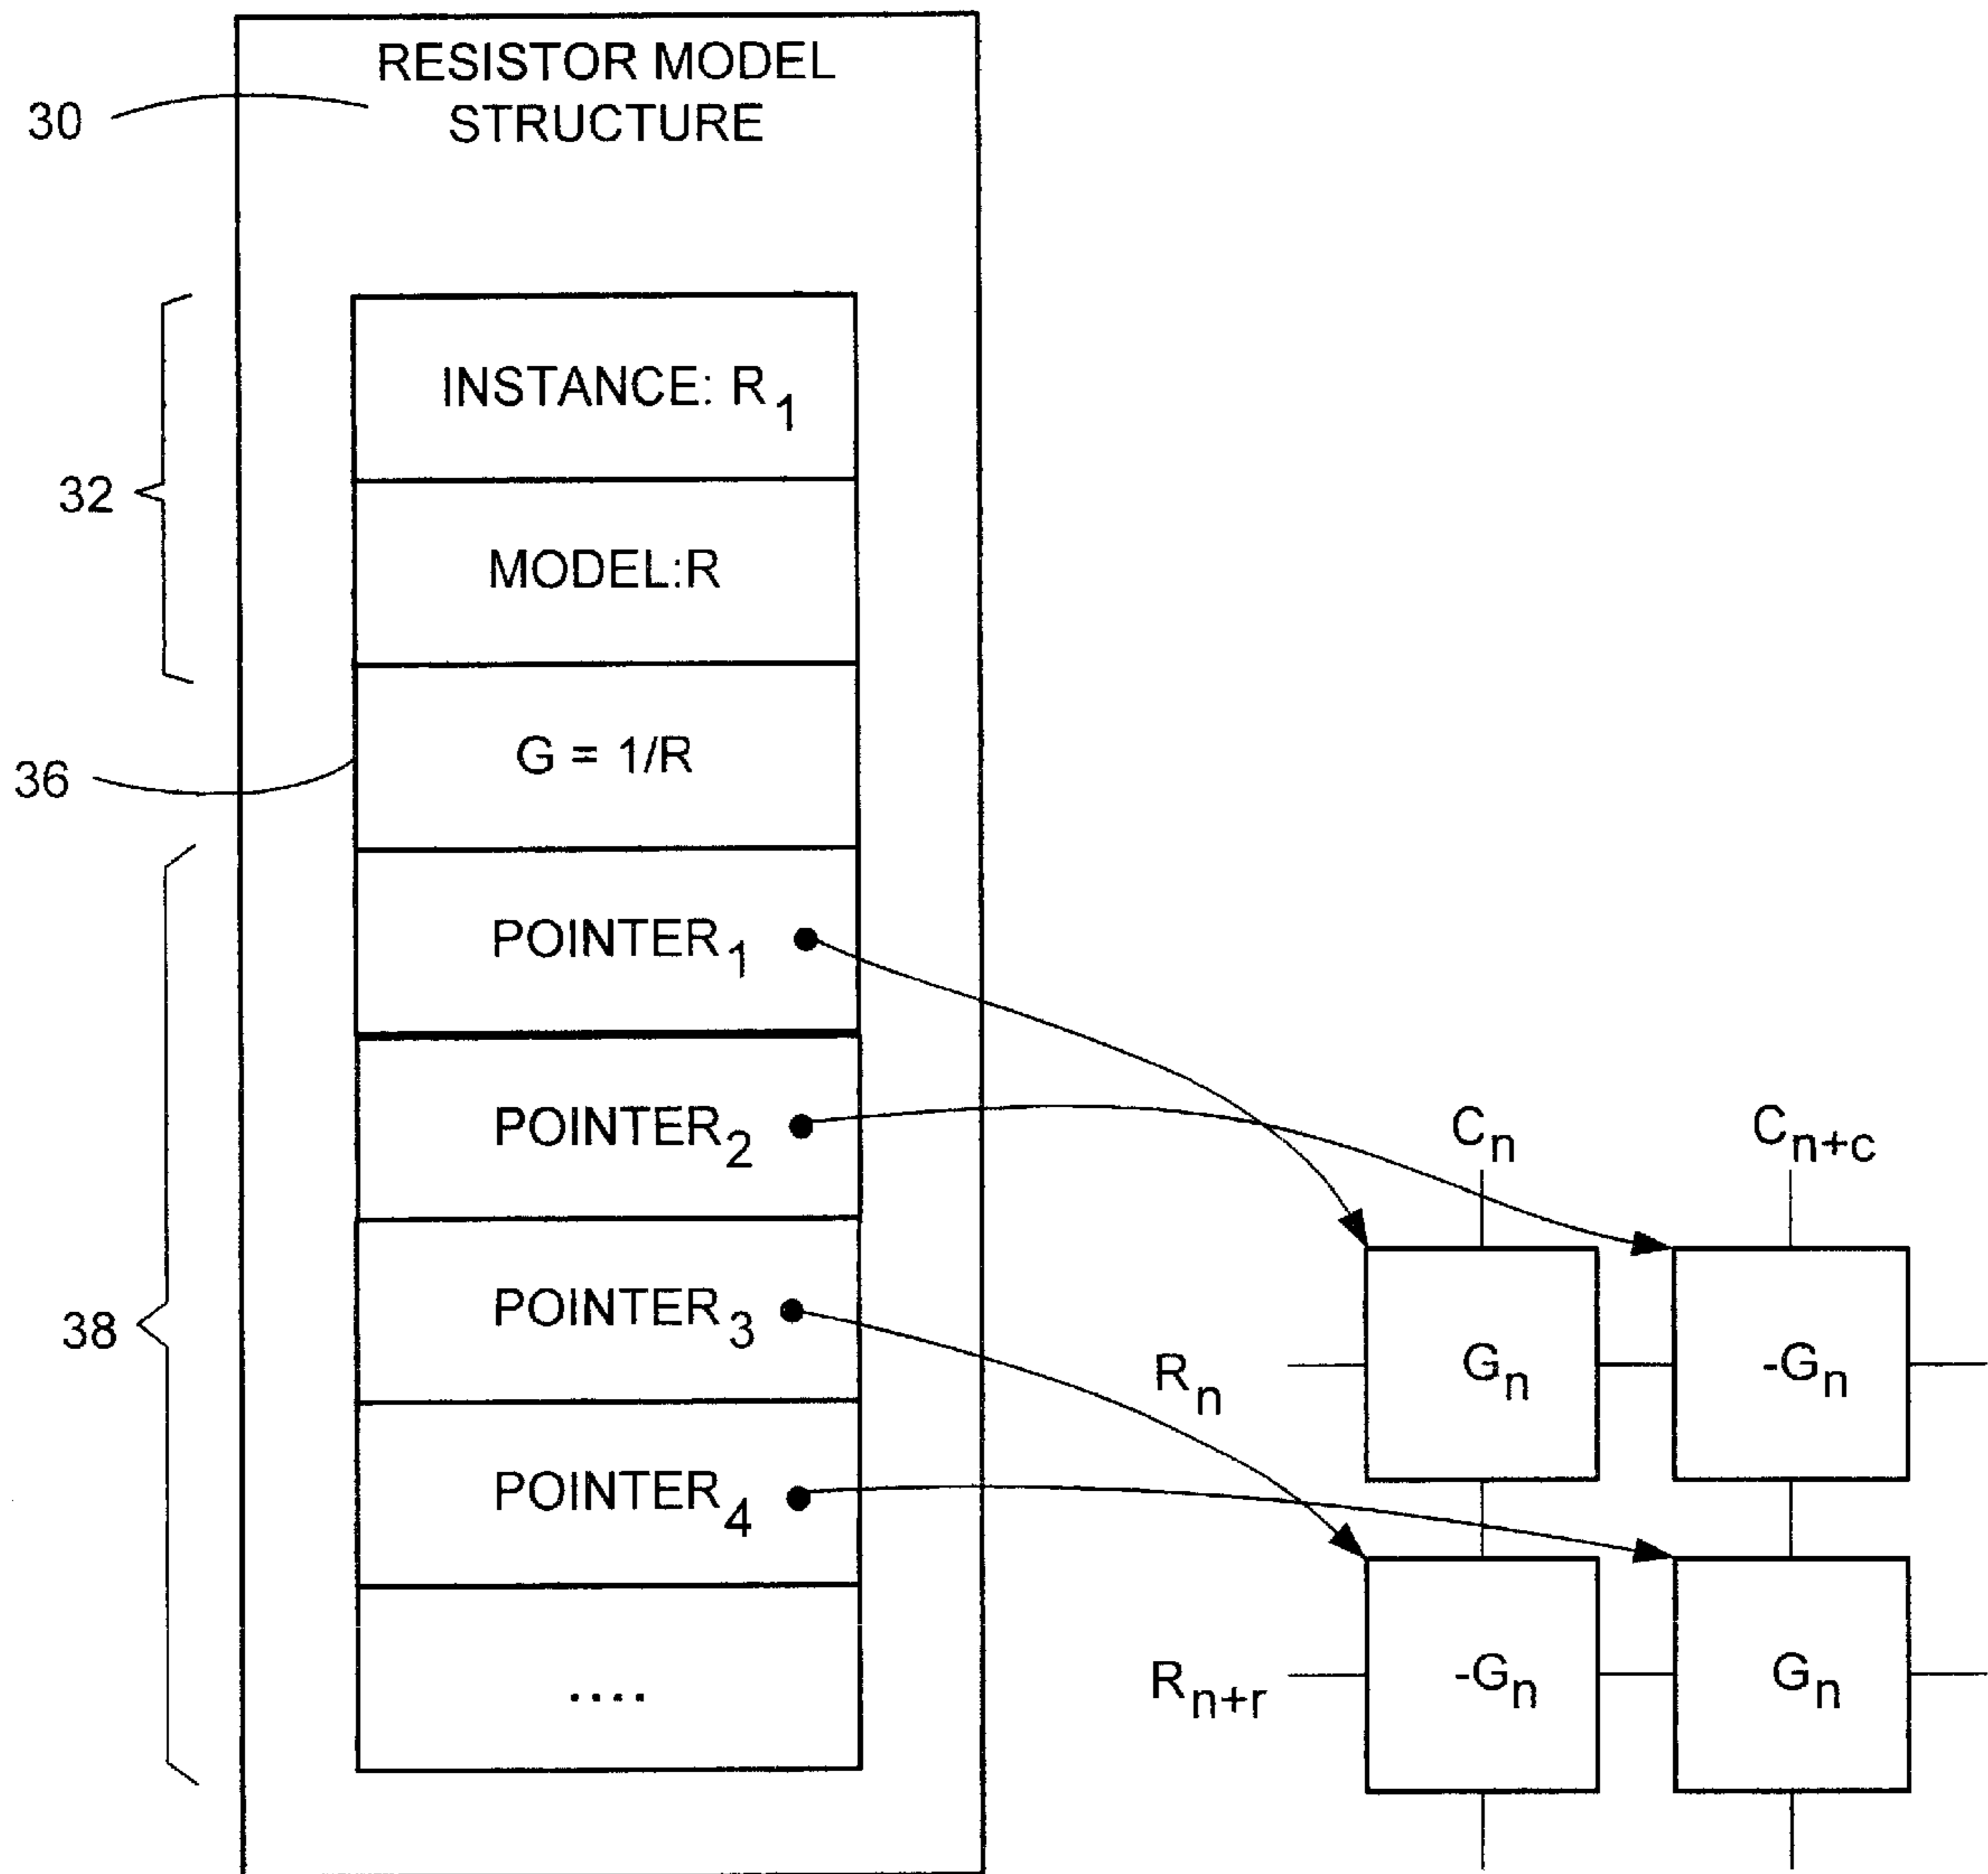 RESISTOR MODEL
STRUCTURE
30
INSTANCE: R₁
32
MODEL:R
36
G = 1/R
POINTER₁
POINTER₂
38
POINTER₃
POINTER₄
....
Cₙ Cₙ₊c
Rₙ Gₙ -Gₙ
Rₙ₊ᵣ -Gₙ Gₙ